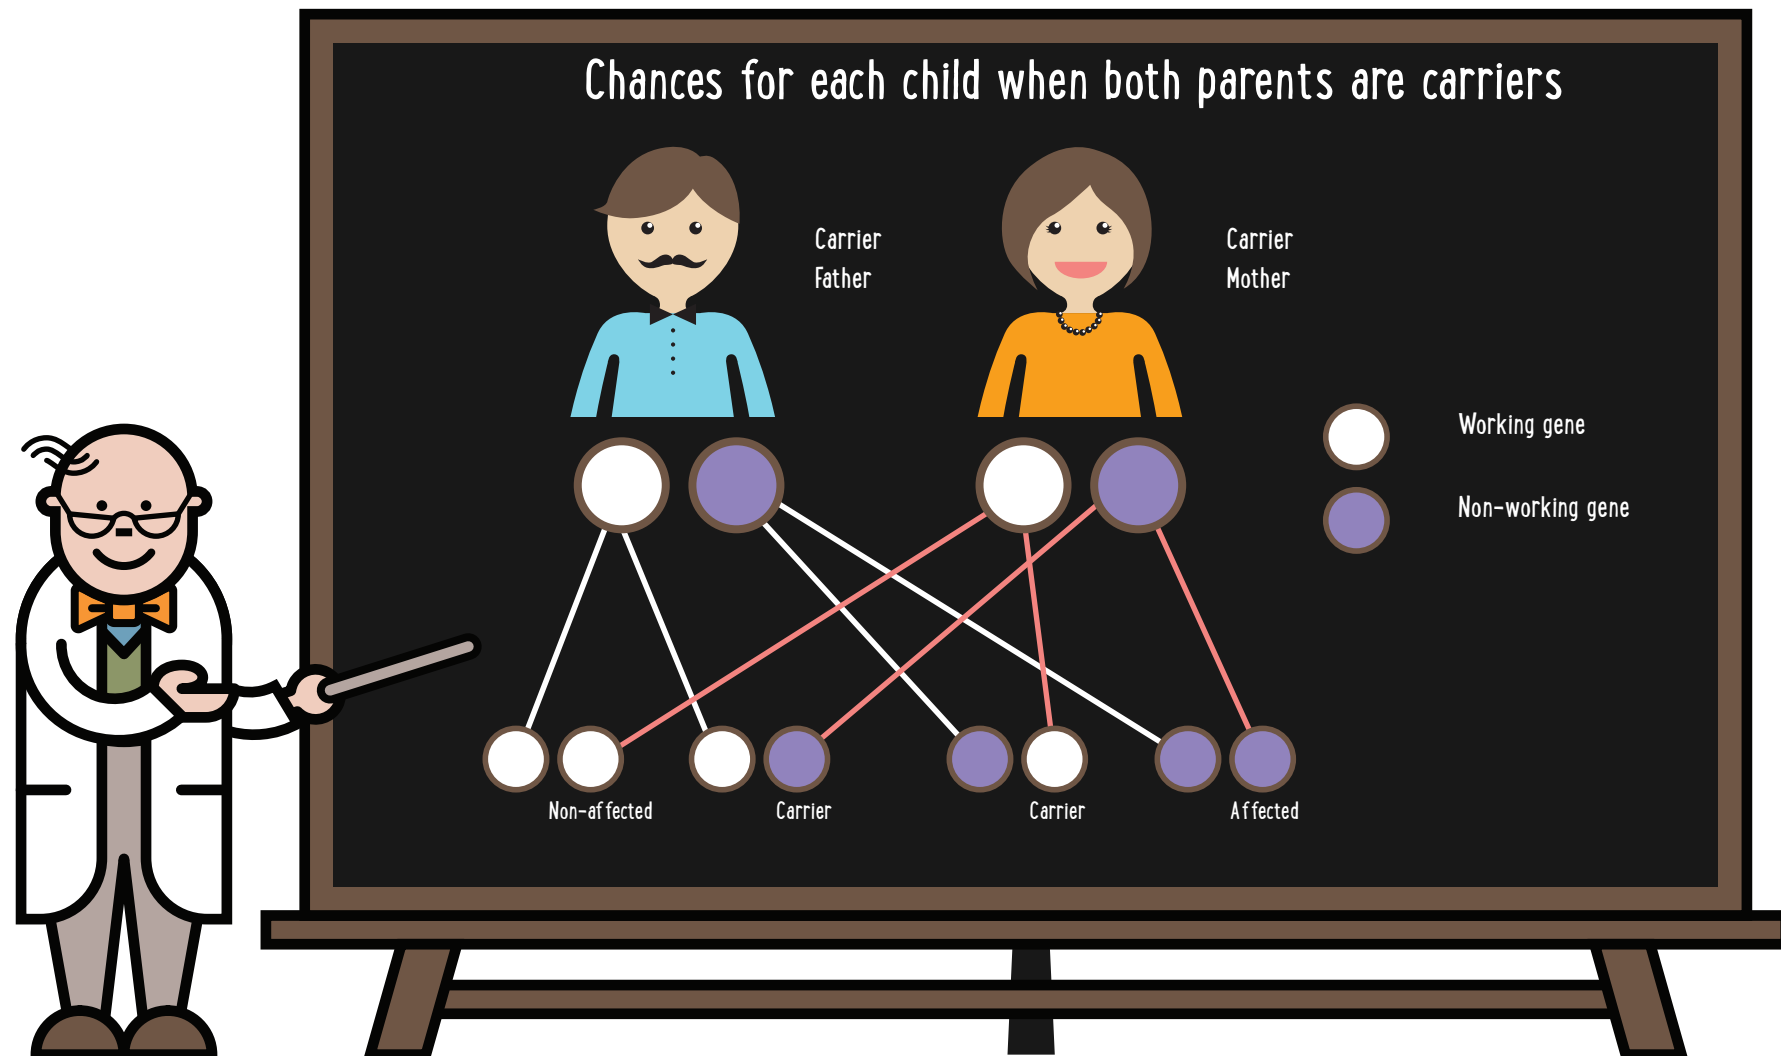 Chances for each child when both parents are carriers
Carrier
Father
Carrier
Mother
Working gene
Non-working gene
Non-affected
Carrier
Carrier
Affected